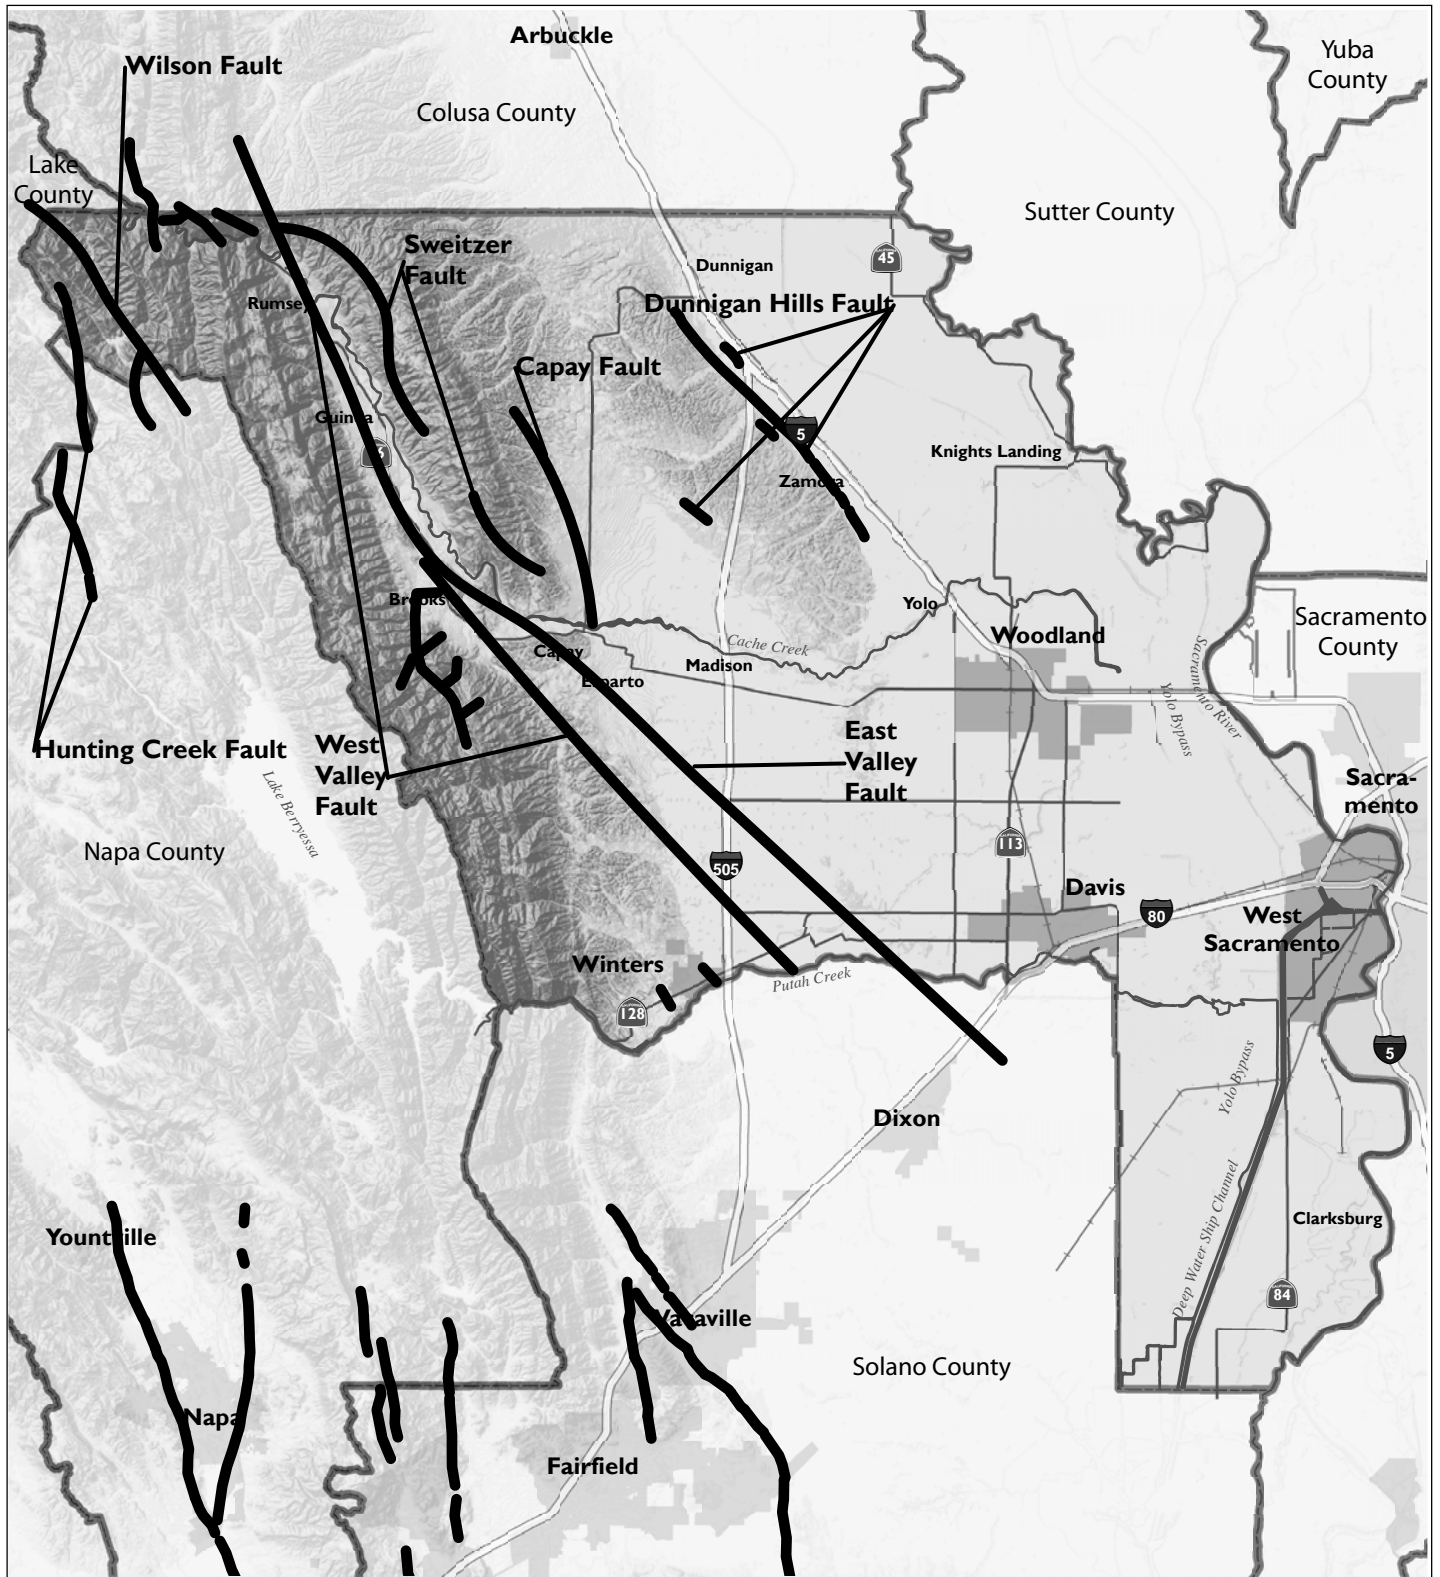 Arbuckle
Yuba
County
Wilson Fault
Colusa County
Lake
County
Sutter County
Sweitzer
Fault
45
Dunnigan
Rumsey
Dunnigan Hills Fault
Capay Fault
Guinda
5
Knights Landing
Zamora
Brooks
Yolo
Woodland
Sacramento
County
Cache Creek
Capay
Madison
Esparto
Sacramento River
Yolo Bypass
Hunting Creek Fault
West
Valley
Fault
East
Valley
Fault
Lake Berryessa
Sacra-
mento
Napa County
113
505
Davis
80
West
Sacramento
Winters
Putah Creek
128
5
Yolo Bypass
Dixon
Deep Water Ship Channel
Clarksburg
Yountville
84
Vacaville
Solano County
Napa
Fairfield